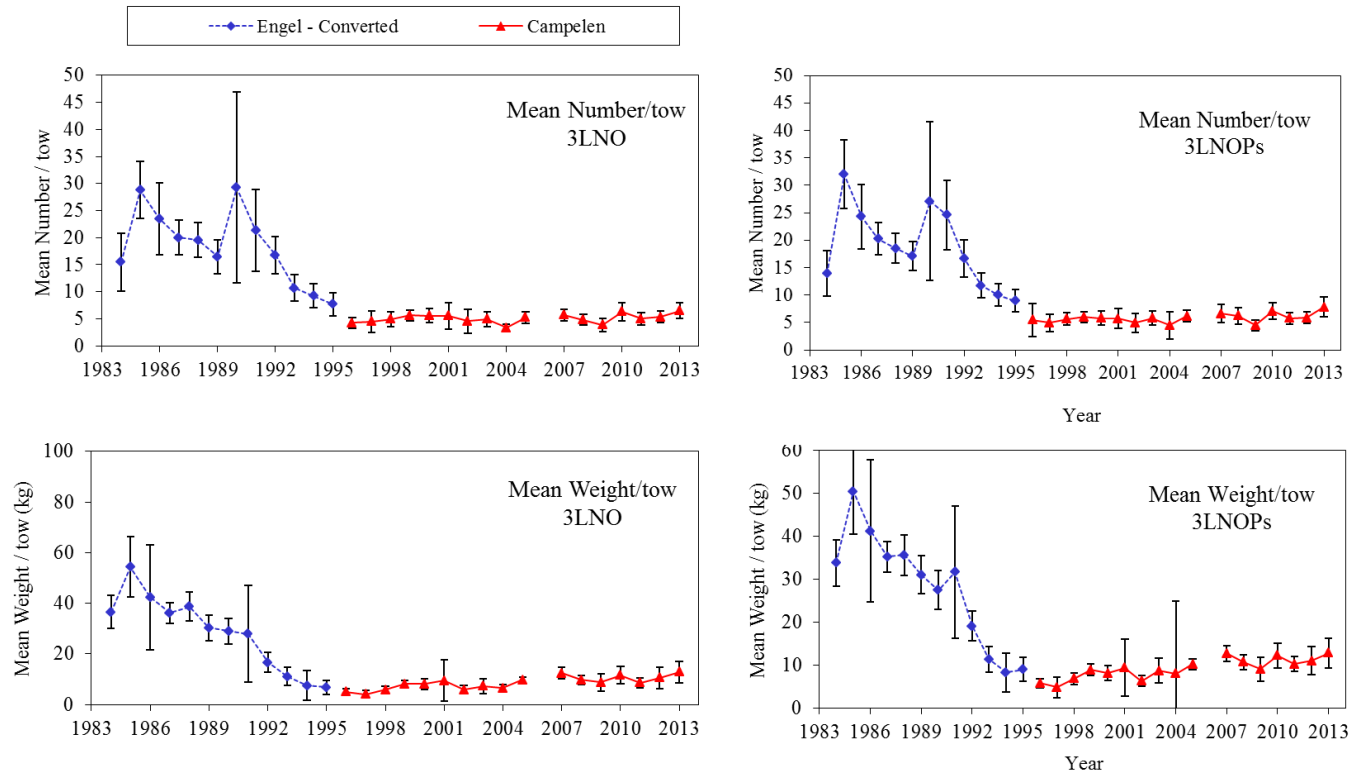 Engel - Converted Campelen
Mean Number/tow
3LNO
Mean Number / tow
50
45
40
35
30
25
20
15
10
5
0
1983 1986 1989 1992 1995 1998 2001 2004 2007 2010 2013
Mean Number/tow
3LNOPs
Mean Number / tow
50
45
40
35
30
25
20
15
10
5
0
1983 1986 1989 1992 1995 1998 2001 2004 2007 2010 2013
Year
Mean Weight/tow
3LNO
Mean Weight / tow (kg)
100
80
60
40
20
0
1983 1986 1989 1992 1995 1998 2001 2004 2007 2010 2013
Mean Weight/tow
3LNOPs
Mean Weight / tow (kg)
60
50
40
30
20
10
0
1983 1986 1989 1992 1995 1998 2001 2004 2007 2010 2013
Year